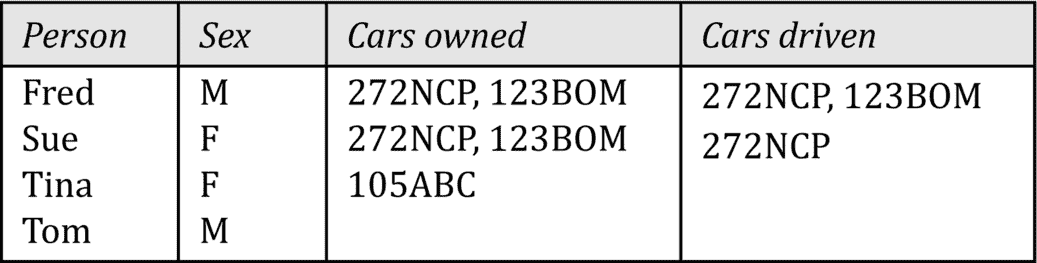 Person Sex Cars owned Cars driven
Fred M 272NCP, 123BOM 272NCP, 123BOM
Sue F 272NCP, 123BOM 272NCP
Tina F 105ABC
Tom M